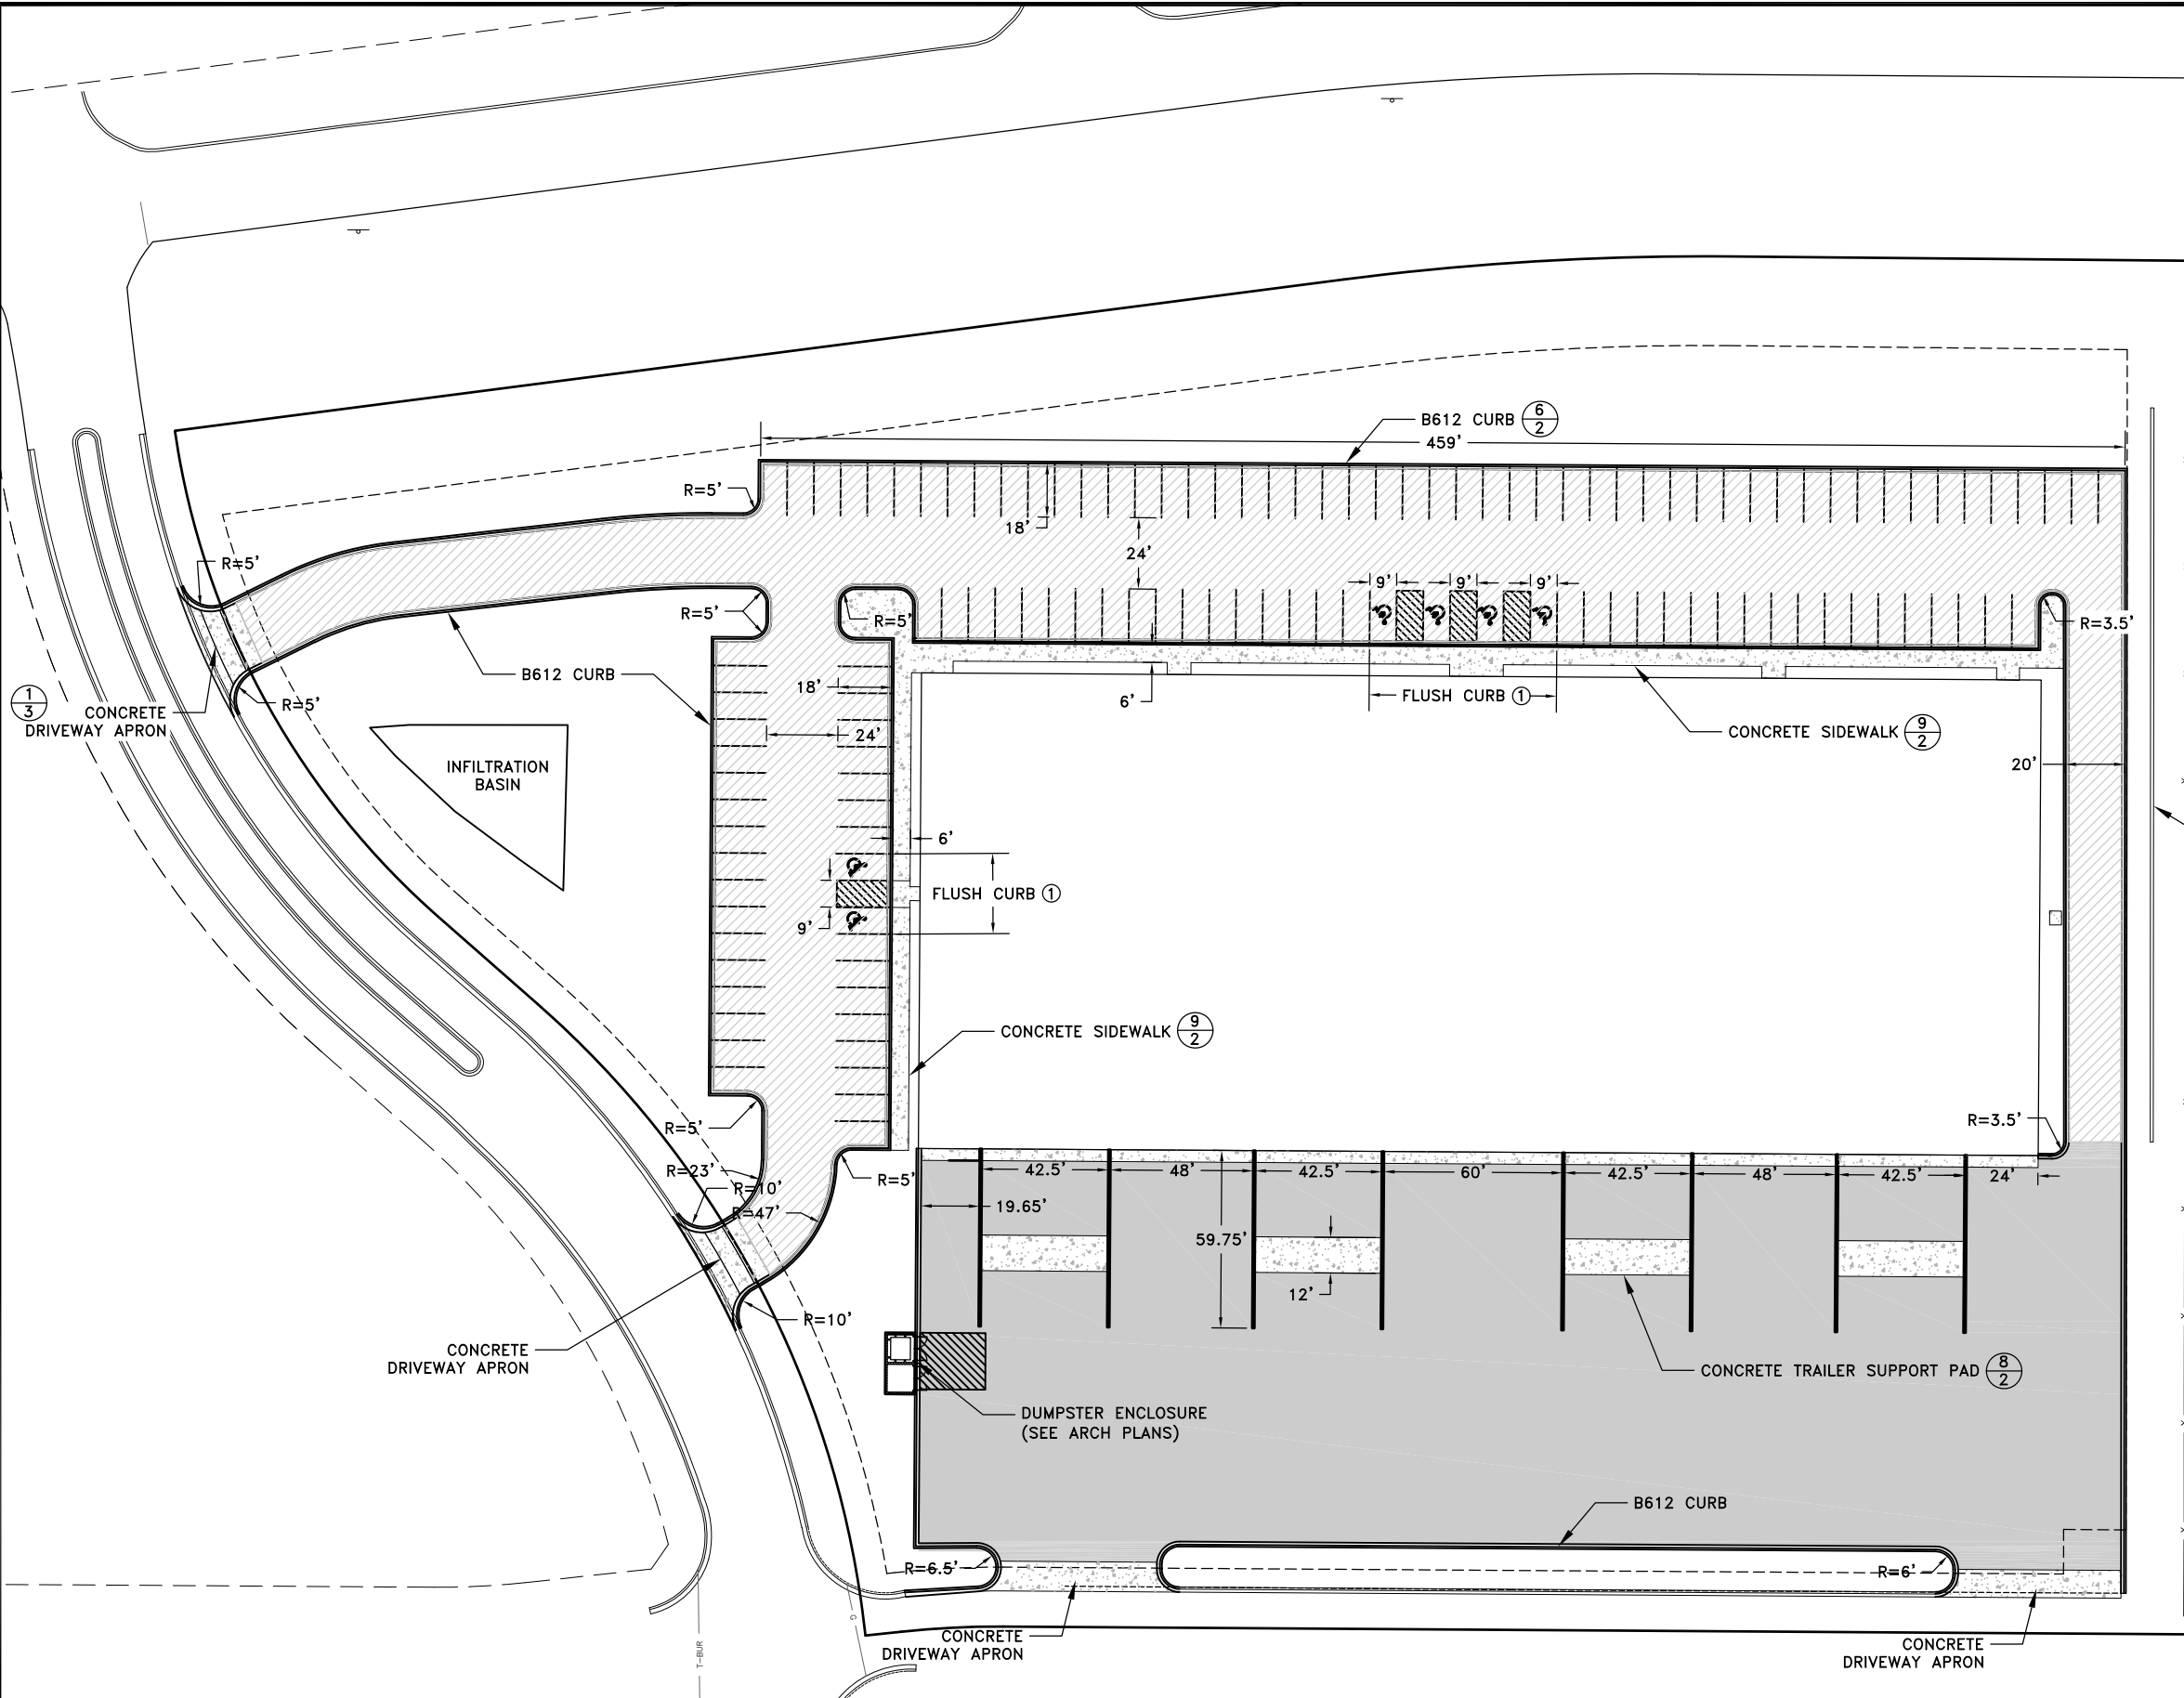 B612 CURB 6
2
459'
R=5'
18'
24'
R=5'
9' 9' 9'
R=5'
R=5'
R=3.5'
B612 CURB
18'
6'
FLUSH CURB 1
R=5'
1
3
CONCRETE
DRIVEWAY APRON
24'
CONCRETE SIDEWALK 9
2
20'
INFILTRATION
BASIN
6'
FLUSH CURB 1
9'
CONCRETE SIDEWALK 9
2
R=5'
R=3.5'
R=23'
R=10'
R=5'
42.5' 48' 42.5' 60' 42.5' 48' 42.5' 24'
R=47'
19.65'
59.75'
12'
R=10'
CONCRETE
DRIVEWAY APRON
CONCRETE TRAILER SUPPORT PAD 8
2
DUMPSTER ENCLOSURE
(SEE ARCH PLANS)
B612 CURB
R=6.5'
R=6'
G
T-BUR
CONCRETE
DRIVEWAY APRON
CONCRETE
DRIVEWAY APRON